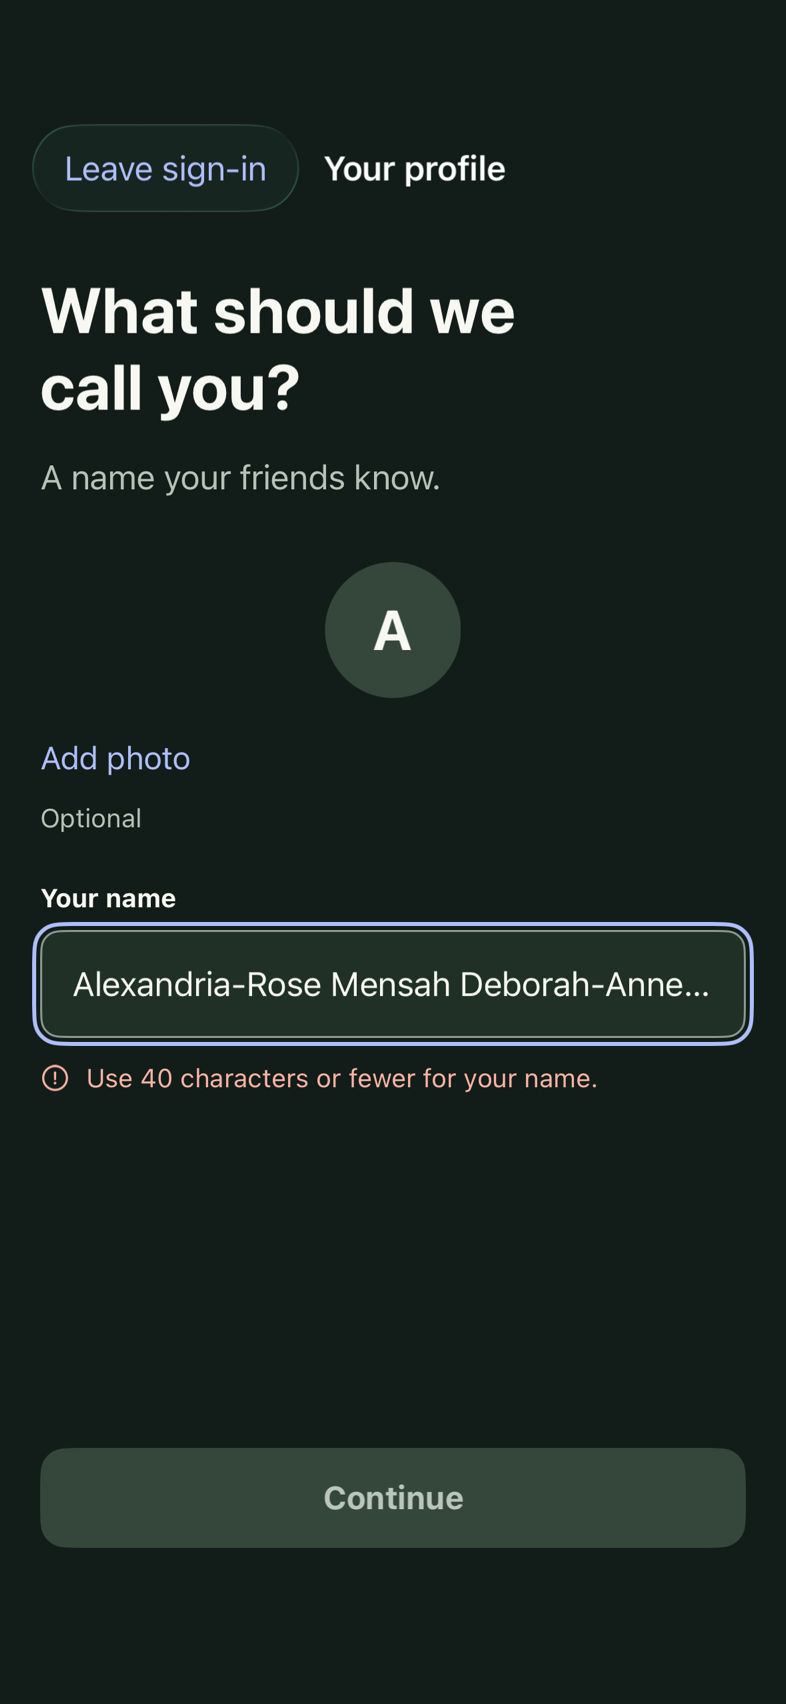 Leave sign-in
Your profile
What should we
call you?
A name your friends know.
A
Add photo
Optional
Your name
Alexandria-Rose Mensah Deborah-Anne...
Use 40 characters or fewer for your name.
Continue